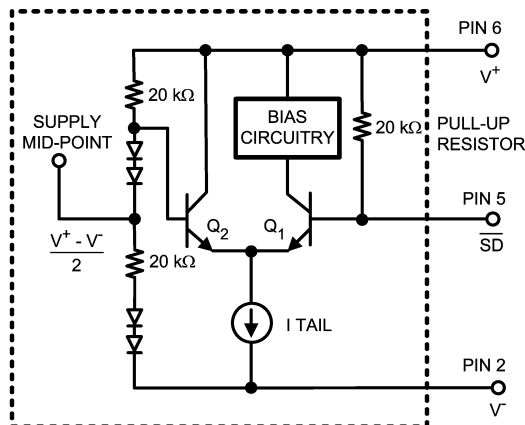 PIN 6
V+
20 kΩ
BIAS
CIRCUITRY
20 kΩ
PULL-UP
RESISTOR
SUPPLY
MID-POINT
PIN 5
SD
Q2
Q1
V+ - V-
2
20 kΩ
I TAIL
PIN 2
V-